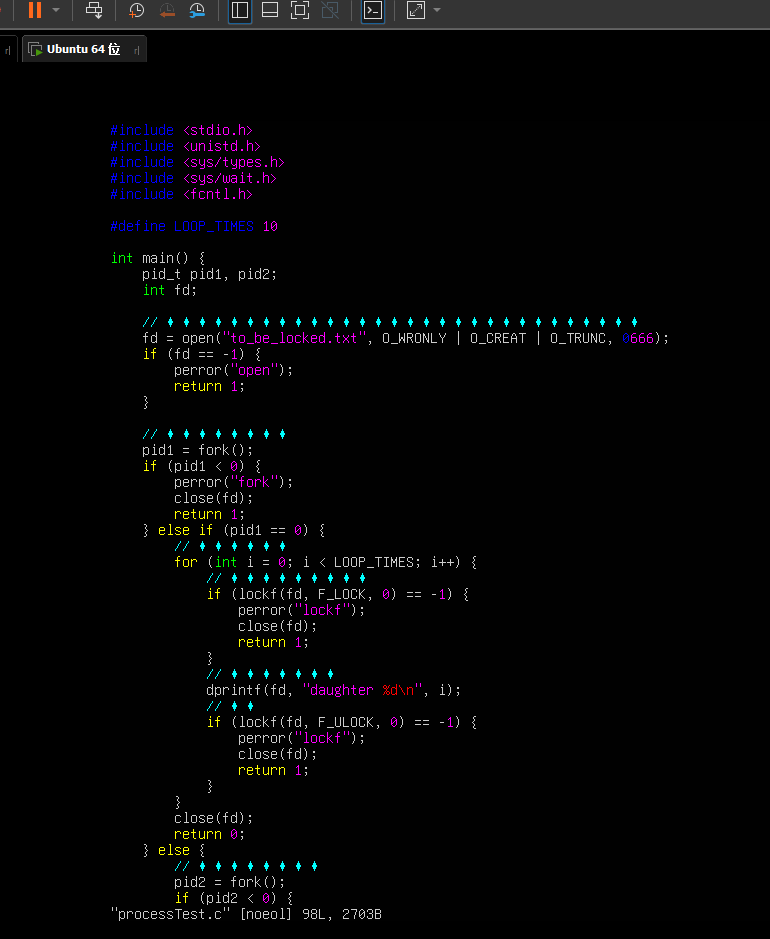 Ubuntu 64 位
#include <stdio.h>
#include <unistd.h>
#include <sys/types.h>
#include <sys/wait.h>
#include <fcntl.h>
#define LOOP_TIMES 10
int main() {
pid_t pid1, pid2;
int fd;
// ♦ ♦ ♦ ♦ ♦ ♦ ♦ ♦ ♦ ♦ ♦ ♦ ♦ ♦ ♦ ♦ ♦ ♦ ♦ ♦ ♦ ♦ ♦ ♦ ♦ ♦ ♦ ♦ ♦ ♦
fd = open("to_be_locked.txt", O_WRONLY | O_CREAT | O_TRUNC, 0666);
if (fd == -1) {
perror("open");
return 1;
}
// ♦ ♦ ♦ ♦ ♦ ♦ ♦ ♦
pid1 = fork();
if (pid1 < 0) {
perror("fork");
close(fd);
return 1;
} else if (pid1 == 0) {
// ♦ ♦ ♦ ♦ ♦ ♦
for (int i = 0; i < LOOP_TIMES; i++) {
// ♦ ♦ ♦ ♦ ♦ ♦ ♦ ♦ ♦
if (lockf(fd, F_LOCK, 0) == -1) {
perror("lockf");
close(fd);
return 1;
}
// ♦ ♦ ♦ ♦ ♦ ♦ ♦
dprintf(fd, "daughter %d\n", i);
// ♦ ♦
if (lockf(fd, F_ULOCK, 0) == -1) {
perror("lockf");
close(fd);
return 1;
}
}
close(fd);
return 0;
} else {
// ♦ ♦ ♦ ♦ ♦ ♦ ♦ ♦
pid2 = fork();
if (pid2 < 0) {
"processTest.c" [noeol] 98L, 2703B